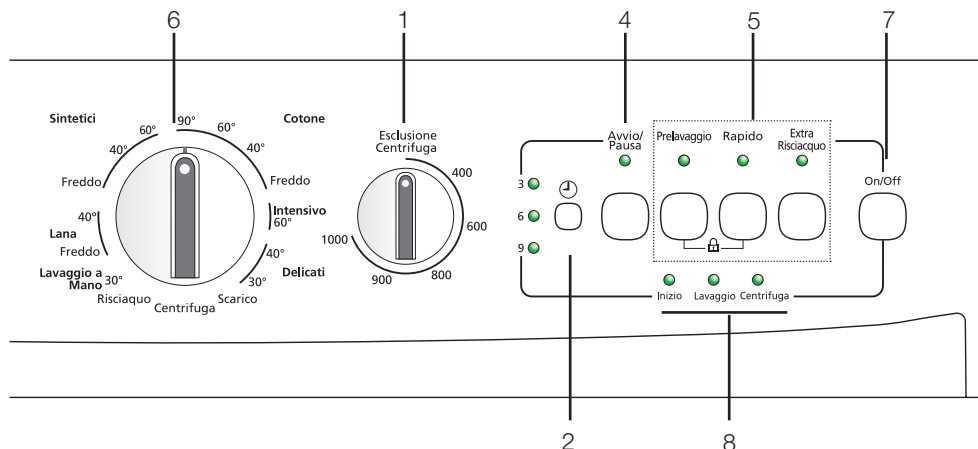 6
1
4
5
7
Sintetici
Cotone
90°
60°
40°
Freddo
60°
40°
Freddo
Intensivo
60°
40°
Delicati
30°
Scarico
Centrifuga
Risciaquo
Lavaggio a
Mano
30°
Lana
40°
Freddo
Esclusione
Centrifuga
400
600
800
900
1000
3
6
9
Avvio/
Pausa
Prelavaggio
Rapido
Extra
Risciacquo
On/Off
Inizio
Lavaggio
Centrifuga
2
8